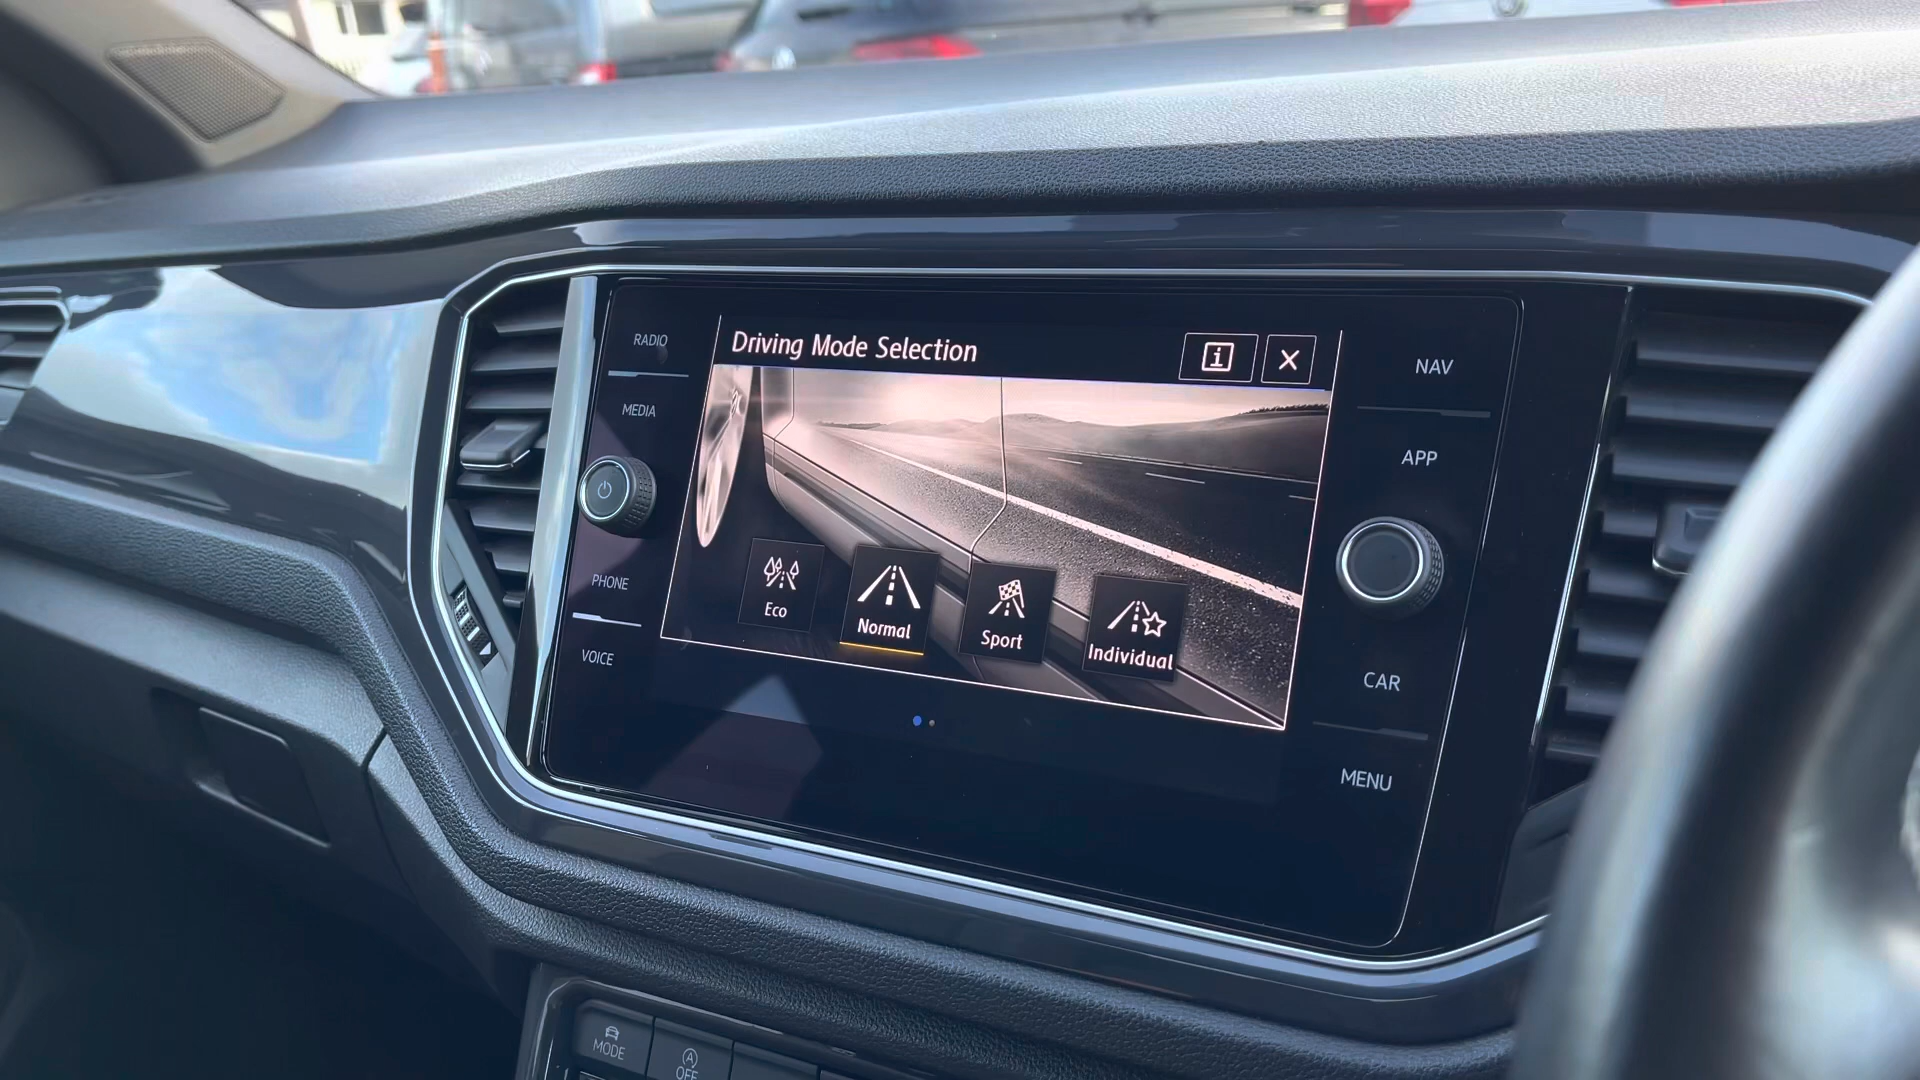 RADIO
MEDIA
PHONE
VOICE
Driving Mode Selection
i
X
Eco
Normal
Sport
Individual
NAV
APP
CAR
MENU
MODE
A
OFF